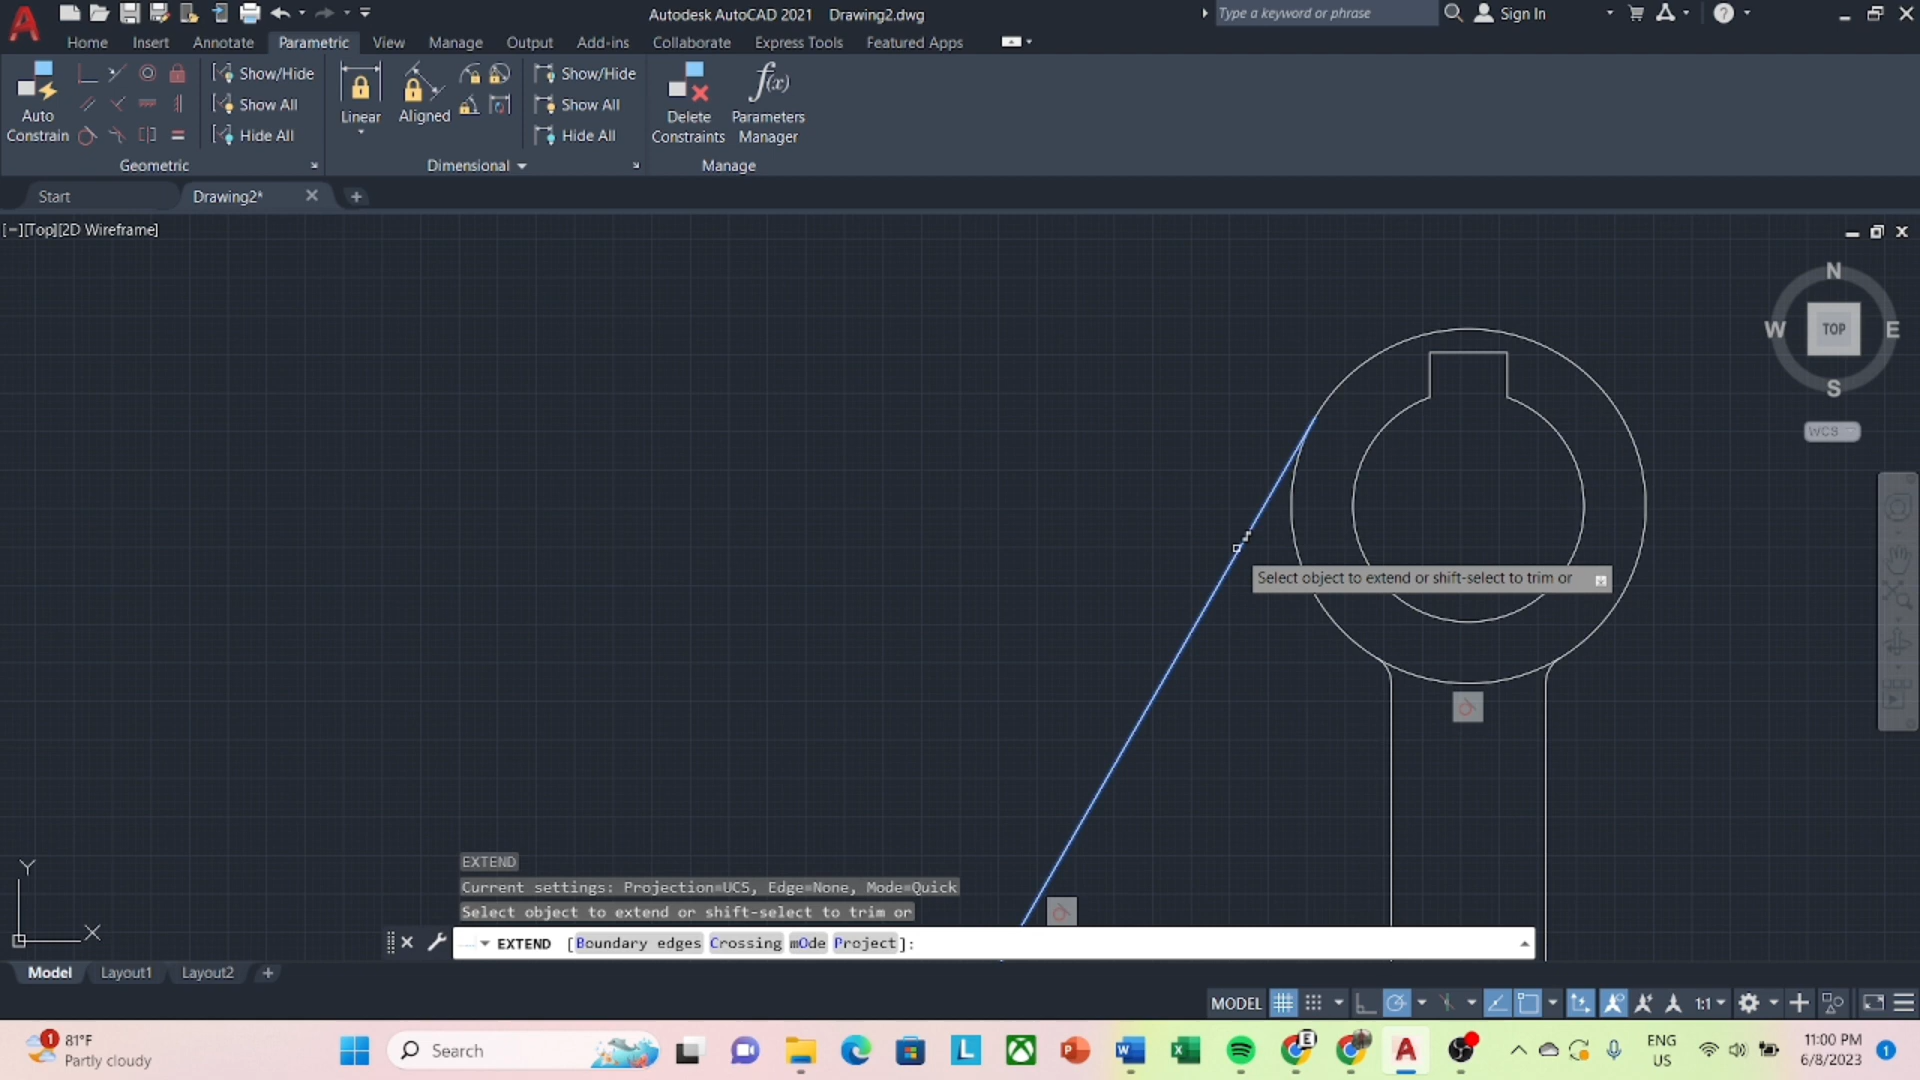 Autodesk AutoCAD 2021 Drawing2.dwg
Type a keyword or phrase
Sign In
Home Insert Annotate Parametric View Manage Output Add-ins Collaborate Express Tools Featured Apps
Auto Constrain
Show/Hide
Show All
Hide All
Geometric
Linear
Aligned
Show/Hide
Show All
Hide All
Dimensional
Delete Constraints
Parameters Manager
Manage
Start
Drawing2*
[−][Top][2D Wireframe]
N
W TOP E
S
WCS
Select object to extend or shift-select to trim or
Y
X
EXTEND
Current settings: Projection=UCS, Edge=None, Mode=Quick
Select object to extend or shift-select to trim or
EXTEND [Boundary edges Crossing mOde Project]:
Model Layout1 Layout2
MODEL 1:1
1
81°F
Partly cloudy
Search
L
E
ENG
US
11:00 PM
6/8/2023
1